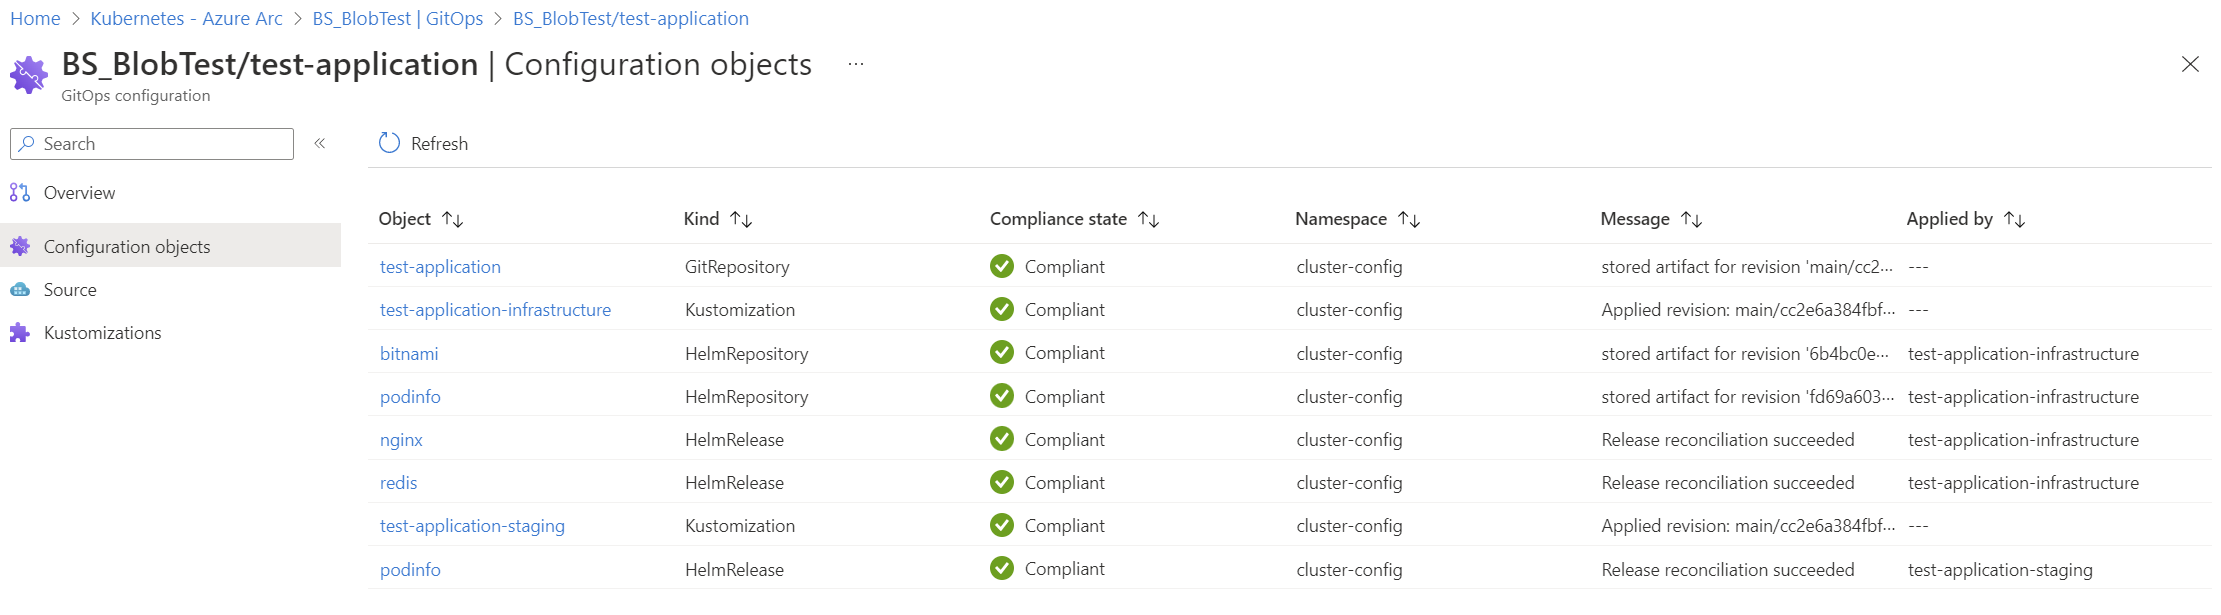 Home > Kubernetes - Azure Arc > BS_BlobTest | GitOps > BS_BlobTest/test-application
BS_BlobTest/test-application | Configuration objects ...
GitOps configuration
Search «
Refresh
Overview
Configuration objects
Source
Kustomizations
Object ↑↓ Kind ↑↓ Compliance state ↑↓ Namespace ↑↓ Message ↑↓ Applied by ↑↓
test-application GitRepository Compliant cluster-config stored artifact for revision 'main/cc2... ---
test-application-infrastructure Kustomization Compliant cluster-config Applied revision: main/cc2e6a384fbf... ---
bitnami HelmRepository Compliant cluster-config stored artifact for revision '6b4bc0e... test-application-infrastructure
podinfo HelmRepository Compliant cluster-config stored artifact for revision 'fd69a603... test-application-infrastructure
nginx HelmRelease Compliant cluster-config Release reconciliation succeeded test-application-infrastructure
redis HelmRelease Compliant cluster-config Release reconciliation succeeded test-application-infrastructure
test-application-staging Kustomization Compliant cluster-config Applied revision: main/cc2e6a384fbf... ---
podinfo HelmRelease Compliant cluster-config Release reconciliation succeeded test-application-staging